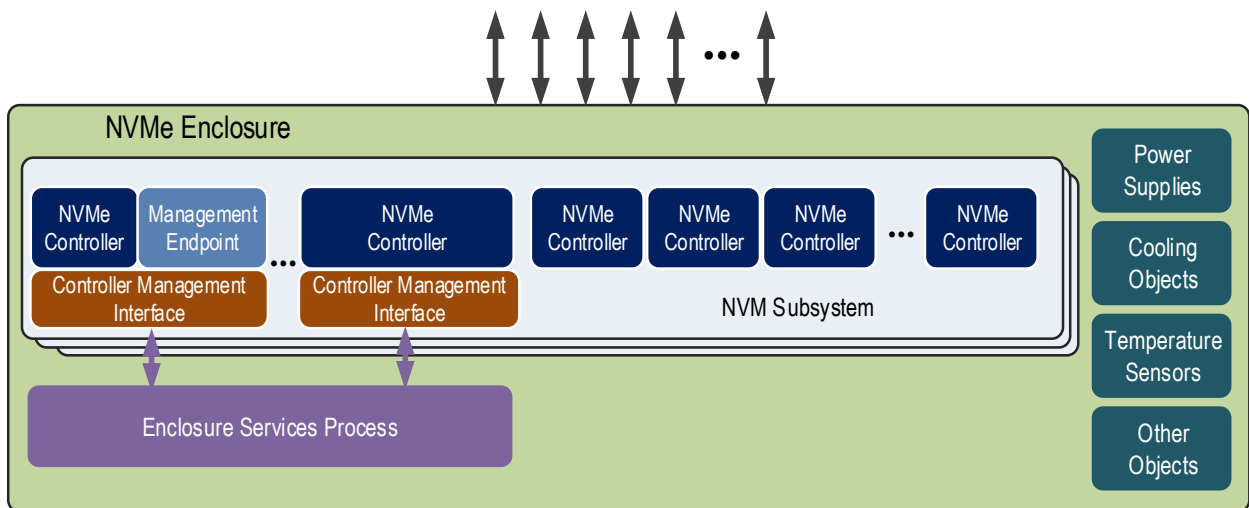 ...
NVMe Enclosure
NVMe
Controller
Management
Endpoint
...
NVMe
Controller
NVMe
Controller
NVMe
Controller
NVMe
Controller
...
NVMe
Controller
Controller Management
Interface
Controller Management
Interface
NVM Subsystem
Enclosure Services Process
Power
Supplies
Cooling
Objects
Temperature
Sensors
Other
Objects